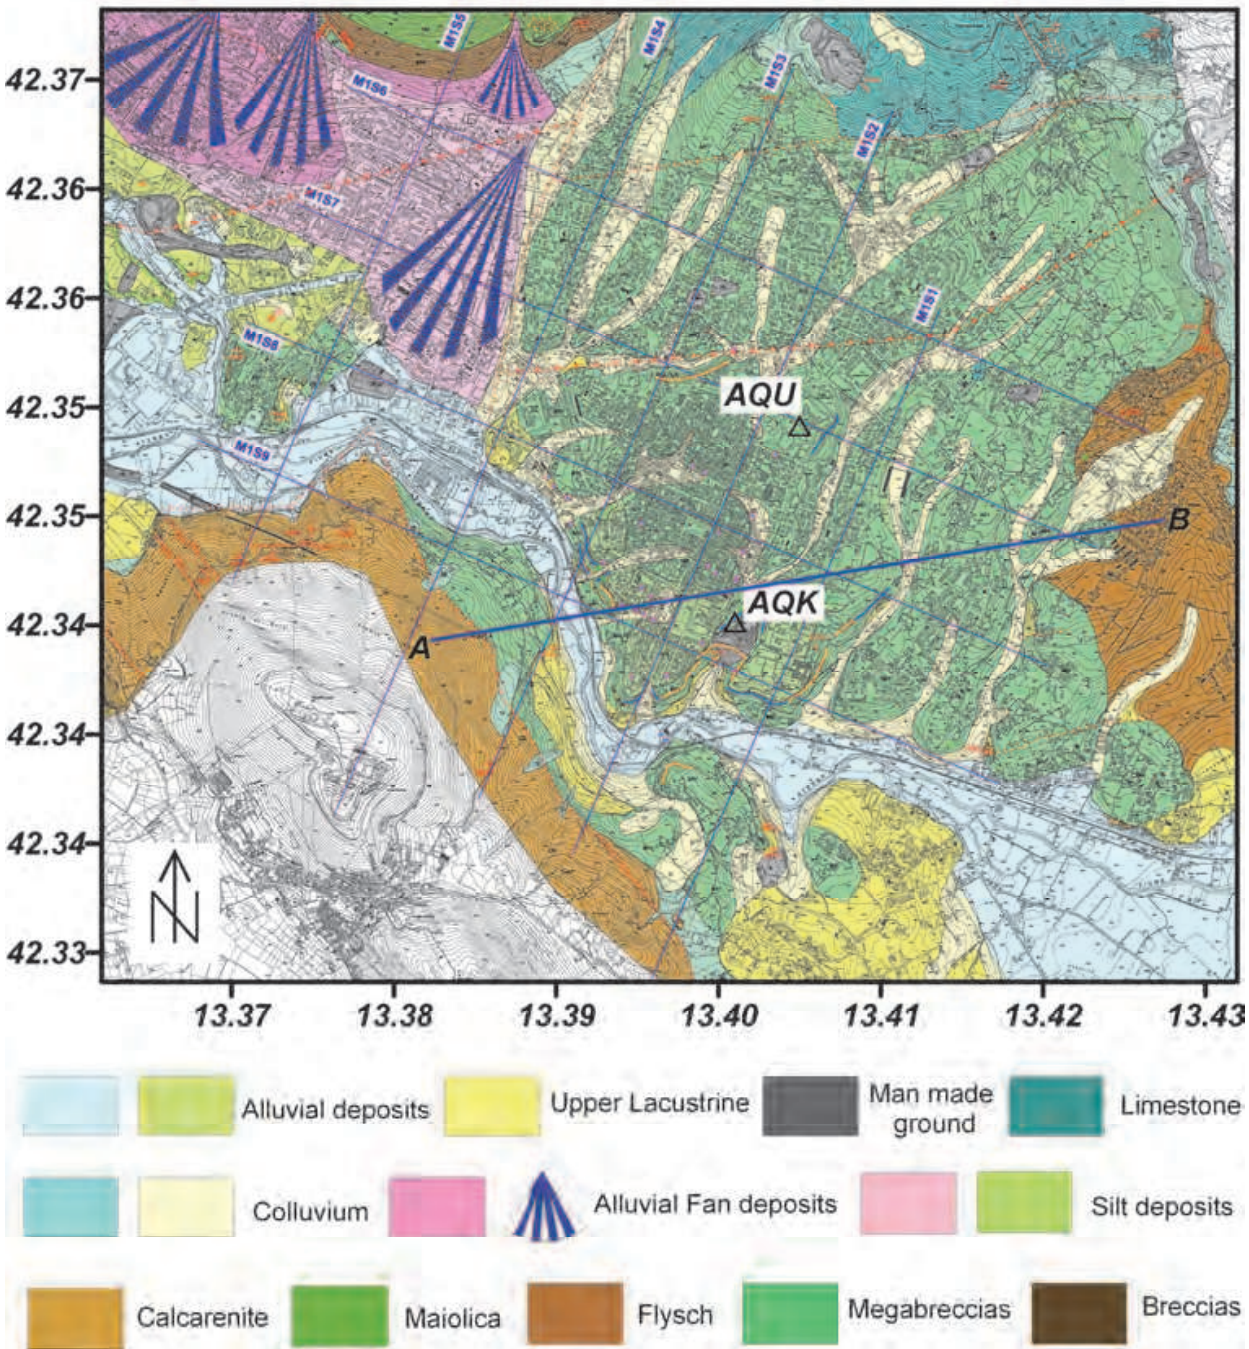 M1S5
M1S4
M1S3
42.37
M1S6
M1S2
42.36
M1S7
42.36
M1S1
M1S8
AQU
42.35
M1S9
42.35
B
AQK
42.34
A
42.34
42.34
N
42.33
13.37 13.38 13.39 13.40 13.41 13.42 13.43
Alluvial deposits Upper Lacustrine Man made ground Limestone
Colluvium Alluvial Fan deposits Silt deposits
Calcarenite Maiolica Flysch Megabreccias Breccias